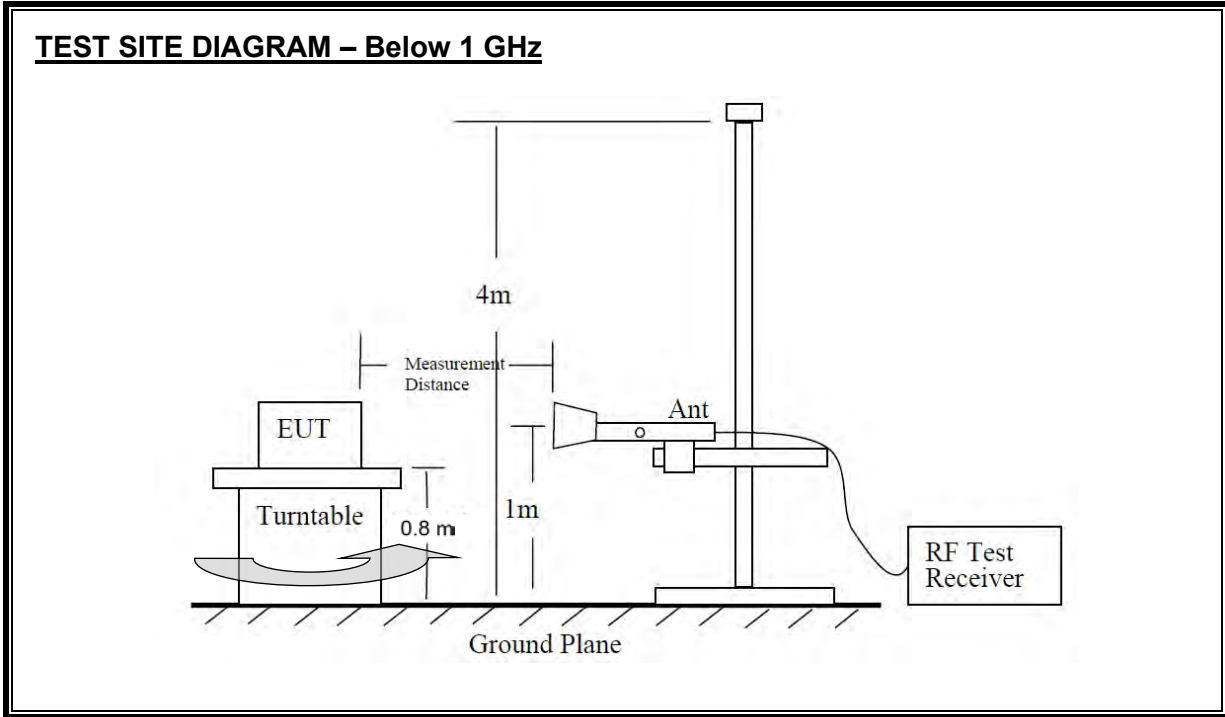 TEST SITE DIAGRAM – Below 1 GHz
4m
Measurement
Distance
Ant
EUT
Turntable
0.8 m
1m
RF Test
Receiver
Ground Plane